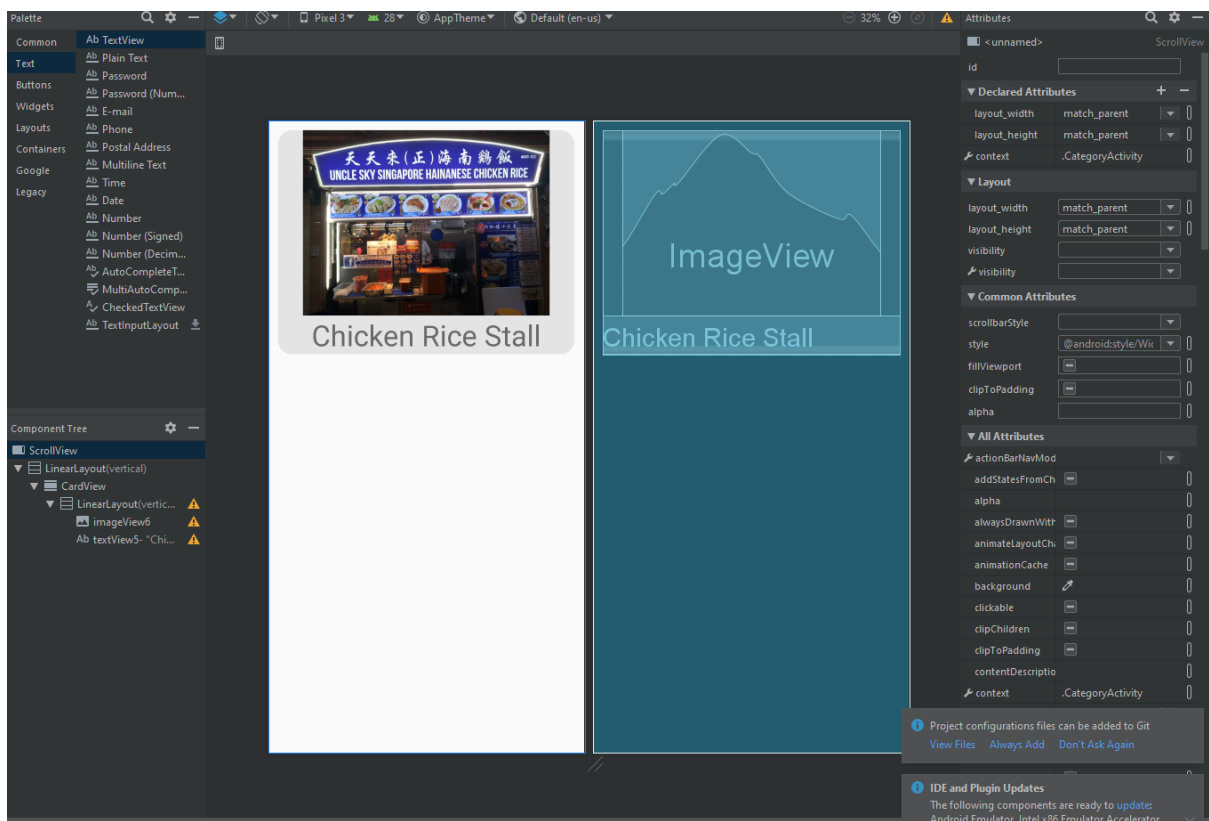 Palette
Common
Text
Buttons
Widgets
Layouts
Containers
Google
Legacy
Ab TextView
Ab Plain Text
Ab Password
Ab Password (Num...
Ab E-mail
Ab Phone
Ab Postal Address
Ab Multiline Text
Ab Time
Ab Date
Ab Number
Ab Number (Signed)
Ab Number (Decim...
Ab AutoCompleteT...
MultiAutoComp...
CheckedTextView
Ab TextInputLayout
Component Tree
ScrollView
LinearLayout(vertical)
CardView
LinearLayout(vertic...
imageView6
Ab textView5- "Chi...
Pixel 3 28 AppTheme Default (en-us) 32%
天天来(正)海南鷄飯
UNCLE SKY SINGAPORE HAINANESE CHICKEN RICE
Chicken Rice Stall
ImageView
Chicken Rice Stall
Attributes
<unnamed> ScrollView
id
Declared Attributes
layout_width match_parent
layout_height match_parent
context .CategoryActivity
Layout
layout_width match_parent
layout_height match_parent
visibility
visibility
Common Attributes
scrollbarStyle
style @android:style/Wic
fillViewport
clipToPadding
alpha
All Attributes
actionBarNavMod
addStatesFromCh
alpha
alwaysDrawnWith
animateLayoutCha
animationCache
background
clickable
clipChildren
clipToPadding
contentDescriptio
context .CategoryActivity
Project configurations files can be added to Git
View Files Always Add Don't Ask Again
IDE and Plugin Updates
The following components are ready to update:
Android Emulator, Intel x86 Emulator Accelerator